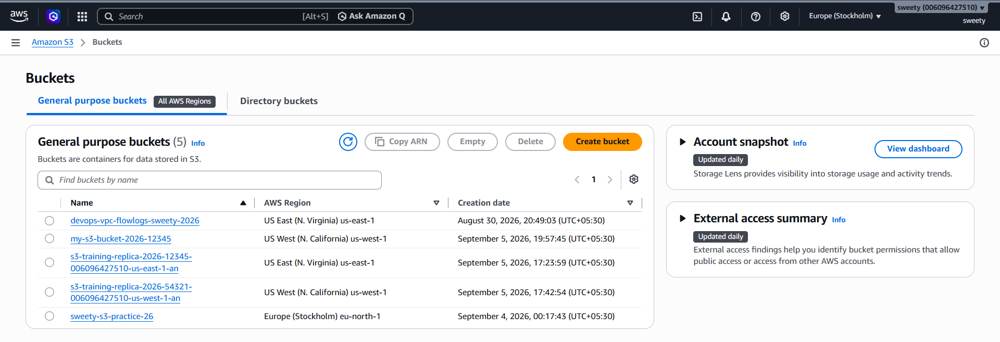 aws
Search [Alt+S] Ask Amazon Q
Europe (Stockholm)
sweety (006096427510)
sweety
Amazon S3 Buckets
Buckets
General purpose buckets All AWS Regions Directory buckets
General purpose buckets (5) Info
Copy ARN Empty Delete Create bucket
Buckets are containers for data stored in S3.
Find buckets by name
1
Name AWS Region Creation date
devops-vpc-flowlogs-sweety-2026 US East (N. Virginia) us-east-1 August 30, 2026, 20:49:03 (UTC+05:30)
my-s3-bucket-2026-12345 US West (N. California) us-west-1 September 5, 2026, 19:57:45 (UTC+05:30)
s3-training-replica-2026-12345-
006096427510-us-east-1-an US East (N. Virginia) us-east-1 September 5, 2026, 17:23:59 (UTC+05:30)
s3-training-replica-2026-54321-
006096427510-us-west-1-an US West (N. California) us-west-1 September 5, 2026, 17:42:54 (UTC+05:30)
sweety-s3-practice-26 Europe (Stockholm) eu-north-1 September 4, 2026, 00:17:43 (UTC+05:30)
Account snapshot Info
View dashboard
Updated daily
Storage Lens provides visibility into storage usage and activity trends.
External access summary Info
Updated daily
External access findings help you identify bucket permissions that allow
public access or access from other AWS accounts.